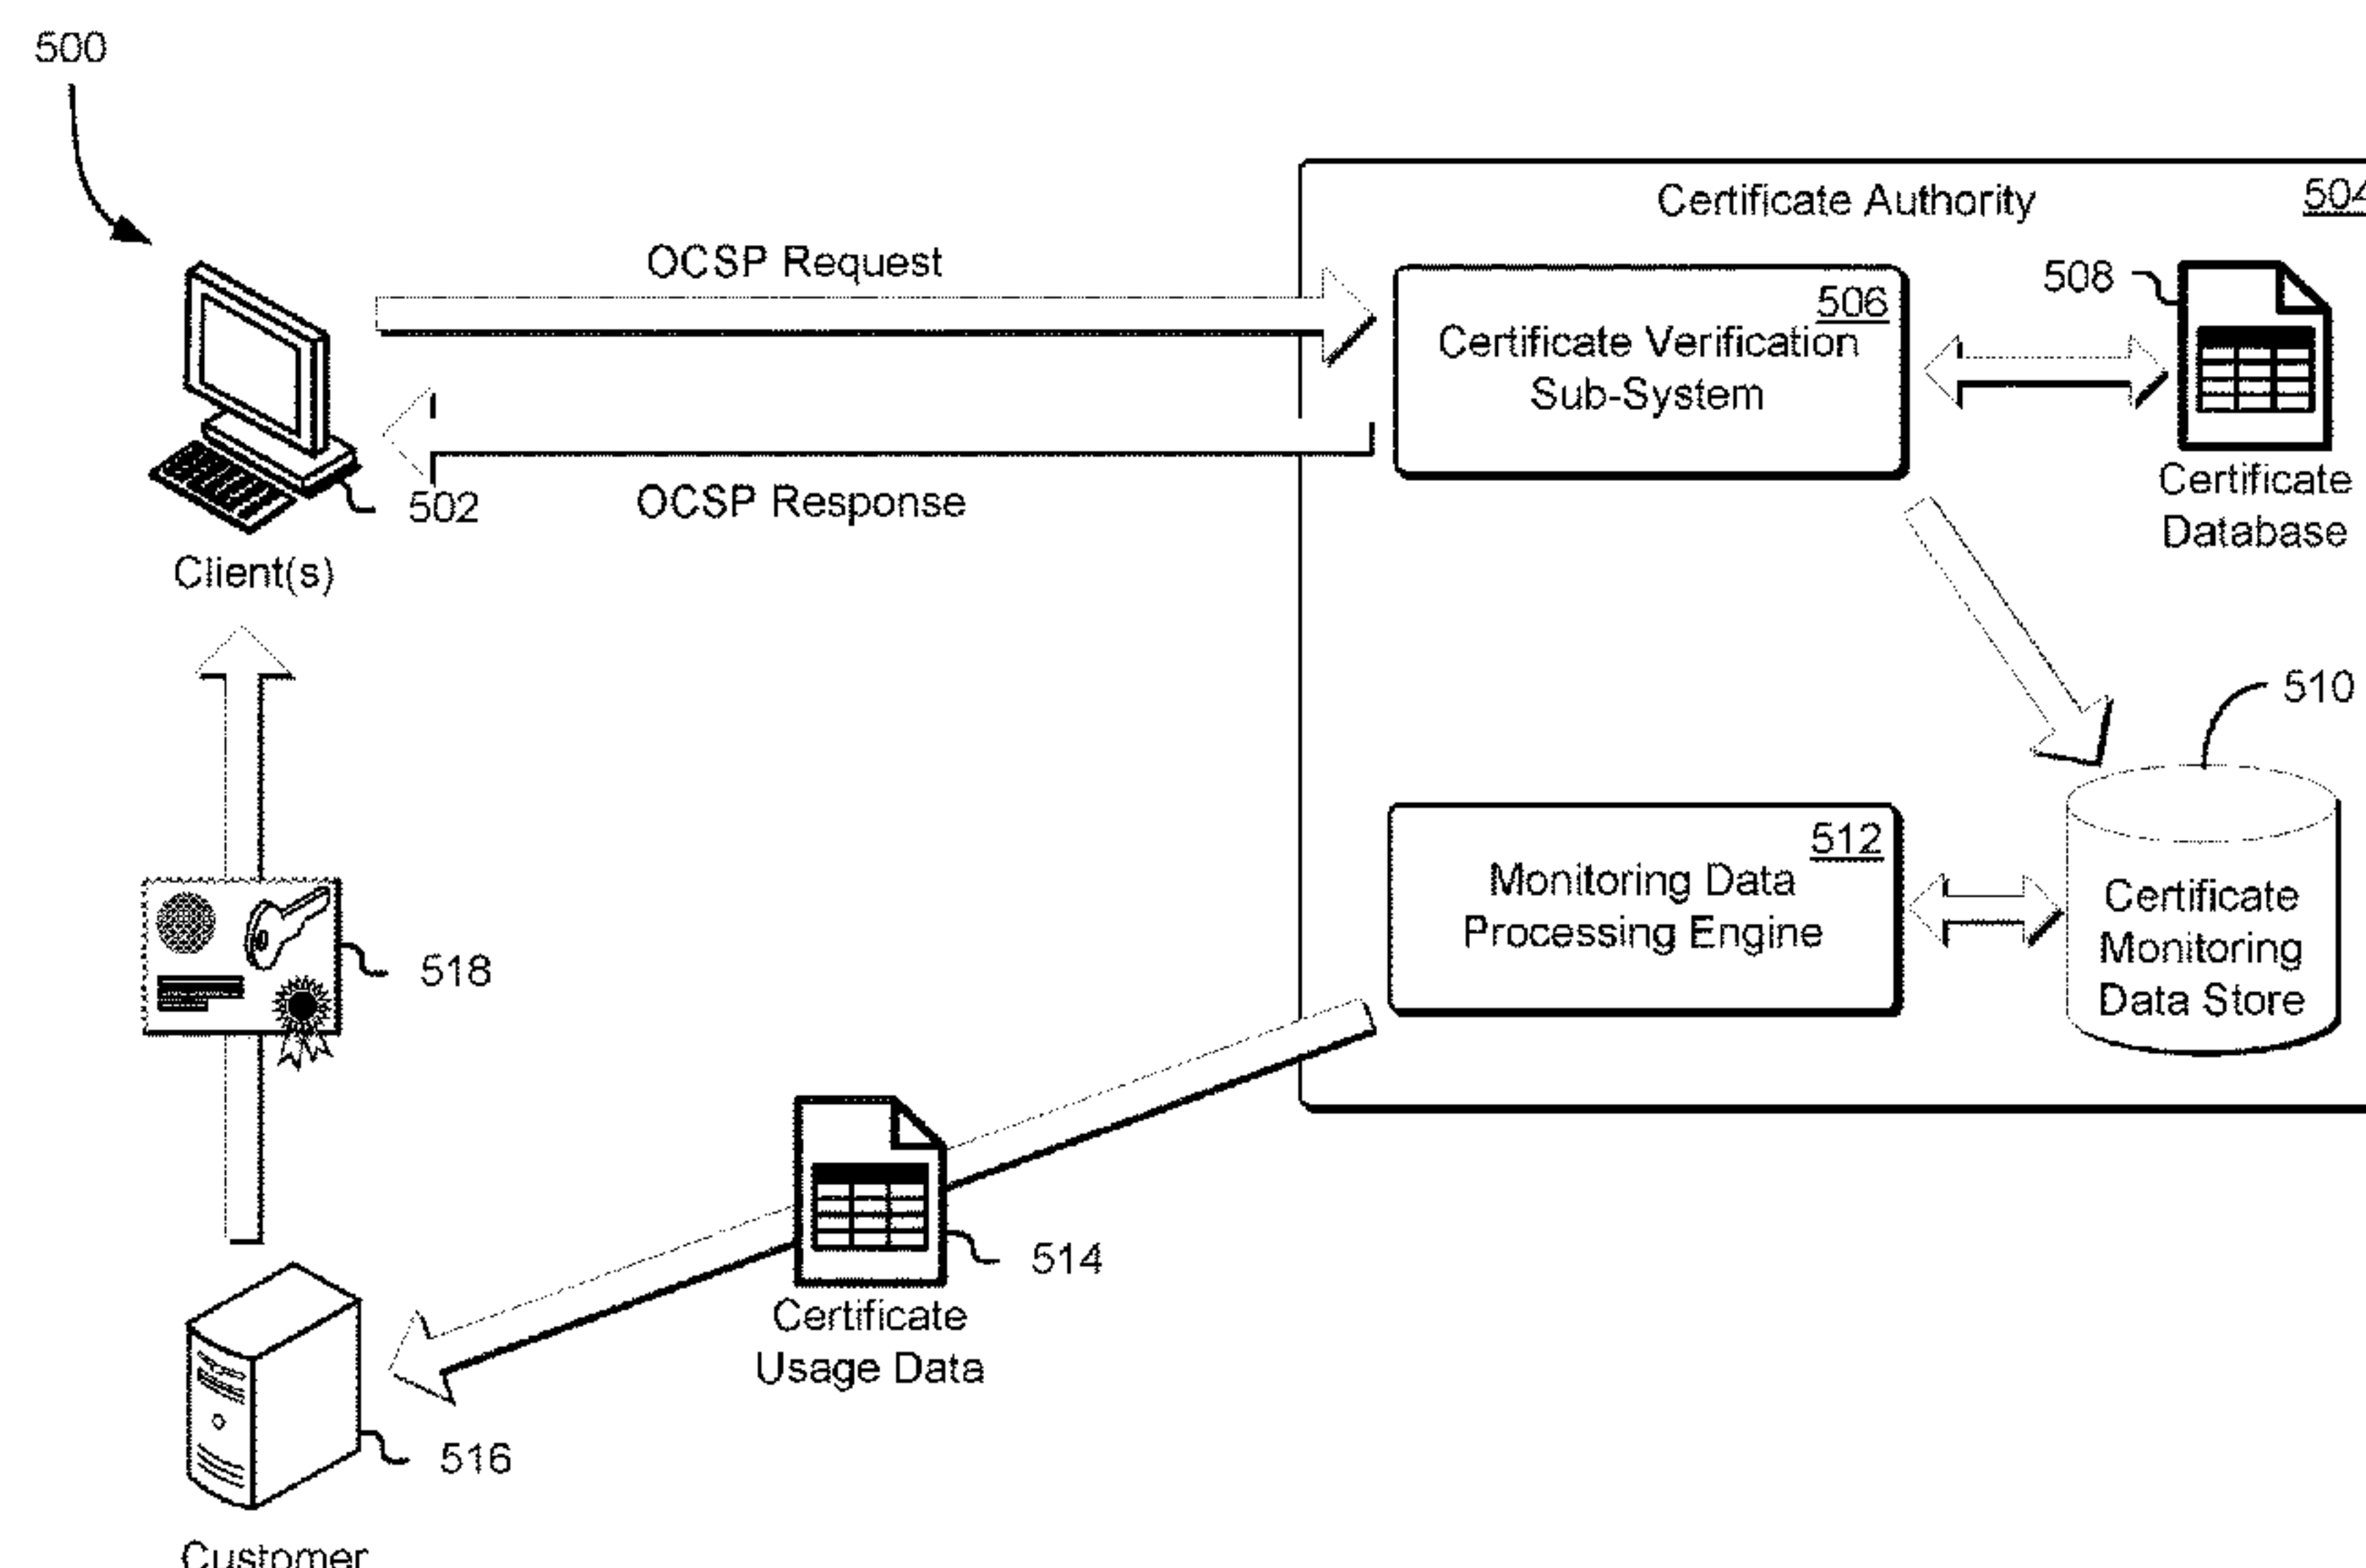 500
Certificate Authority
504
OCSP Request
506
Certificate Verification
Sub-System
508
Certificate
Database
502
OCSP Response
Client(s)
510
512
Monitoring Data
Processing Engine
Certificate
Monitoring
Data Store
518
514
Certificate
Usage Data
516
Customer